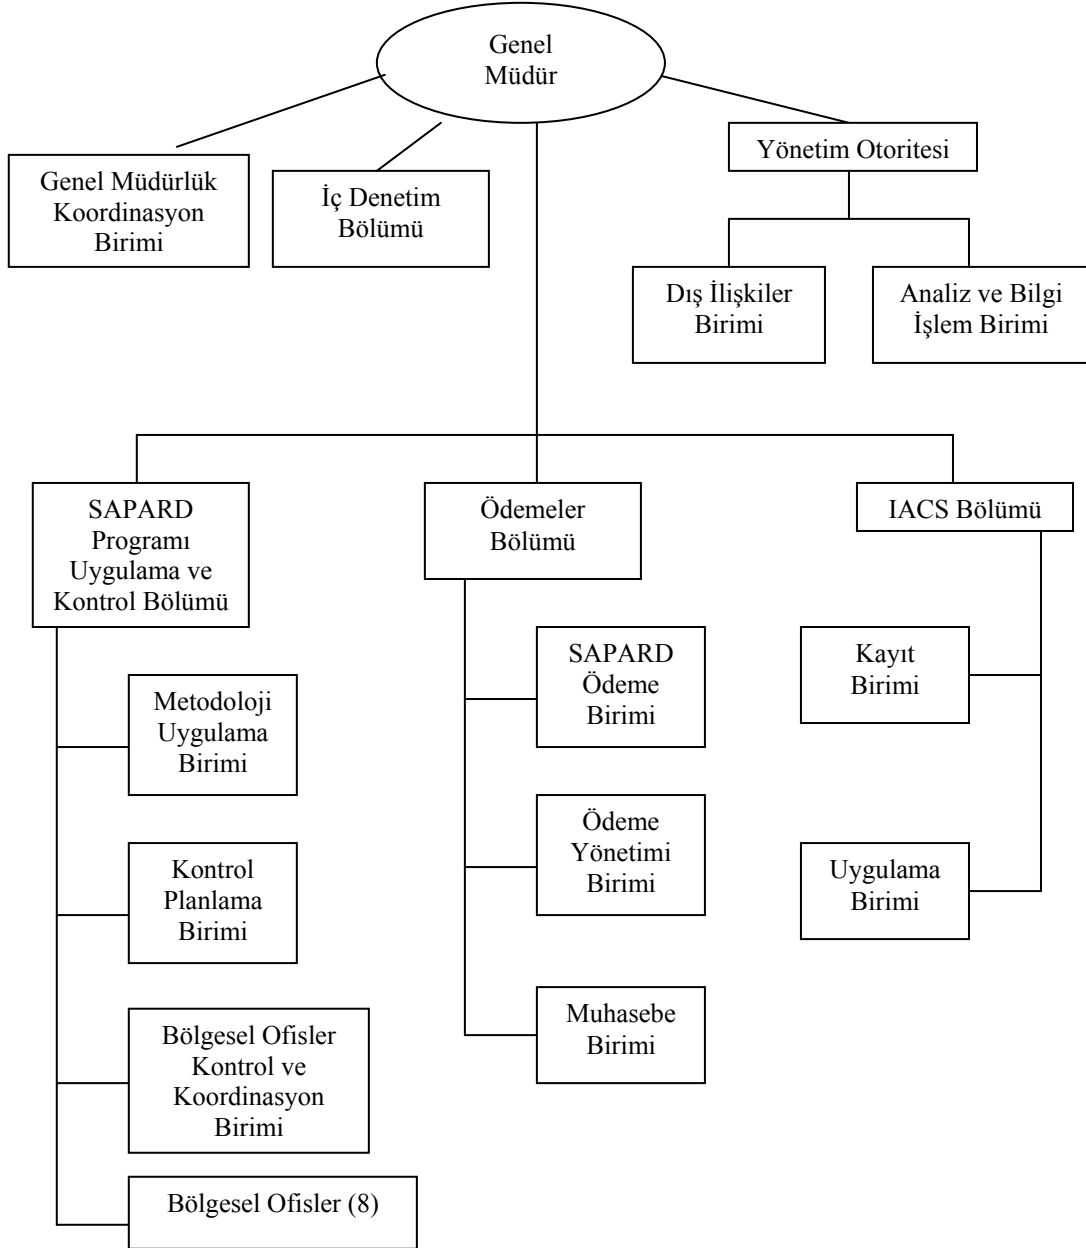 Genel
Müdür
Genel Müdürlük
Koordinasyon
Birimi
İç Denetim
Bölümü
Yönetim Otoritesi
Dış İlişkiler
Birimi
Analiz ve Bilgi
İşlem Birimi
SAPARD
Programı
Uygulama ve
Kontrol Bölümü
Metodoloji
Uygulama
Birimi
Kontrol
Planlama
Birimi
Bölgesel Ofisler
Kontrol ve
Koordinasyon
Birimi
Bölgesel Ofisler (8)
Ödemeler
Bölümü
SAPARD
Ödeme
Birimi
Ödeme
Yönetimi
Birimi
Muhasebe
Birimi
IACS Bölümü
Kayıt
Birimi
Uygulama
Birimi